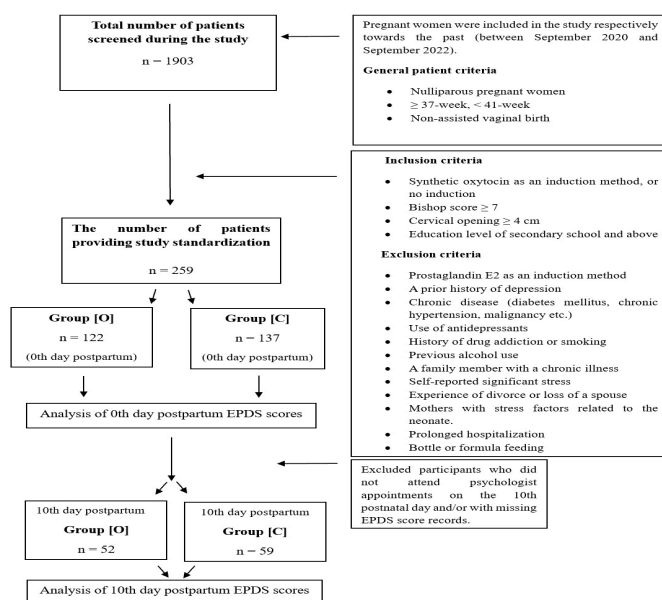 Total number of patients
screened during the study
n – 1903
Pregnant women were included in the study respectively
towards the past (between September 2020 and
September 2022).
General patient criteria
• Nulliparous pregnant women
• ≥ 37-week, < 41-week
• Non-assisted vaginal birth
Inclusion criteria
• Synthetic oxytocin as an induction method, or
no induction
• Bishop score ≥ 7
• Cervical opening ≥ 4 cm
• Education level of secondary school and above
Exclusion criteria
• Prostaglandin E2 as an induction method
• A prior history of depression
• Chronic disease (diabetes mellitus, chronic
hypertension, malignancy etc.)
• Use of antidepressants
• History of drug addiction or smoking
• Previous alcohol use
• A family member with a chronic illness
• Self-reported significant stress
• Experience of divorce or loss of a spouse
• Mothers with stress factors related to the
neonate.
• Prolonged hospitalization
• Bottle or formula feeding
The number of patients
providing study standardization
n = 259
Group [O]
n = 122
(0th day postpartum)
Group [C]
n – 137
(0th day postpartum)
Analysis of 0th day postpartum EPDS scores
Excluded participants who did
not attend psychologist
appointments on the 10th
postnatal day and/or with missing
EPDS score records.
10th day postpartum
Group [O]
n = 52
10th day postpartum
Group [C]
n – 59
Analysis of 10th day postpartum EPDS scores